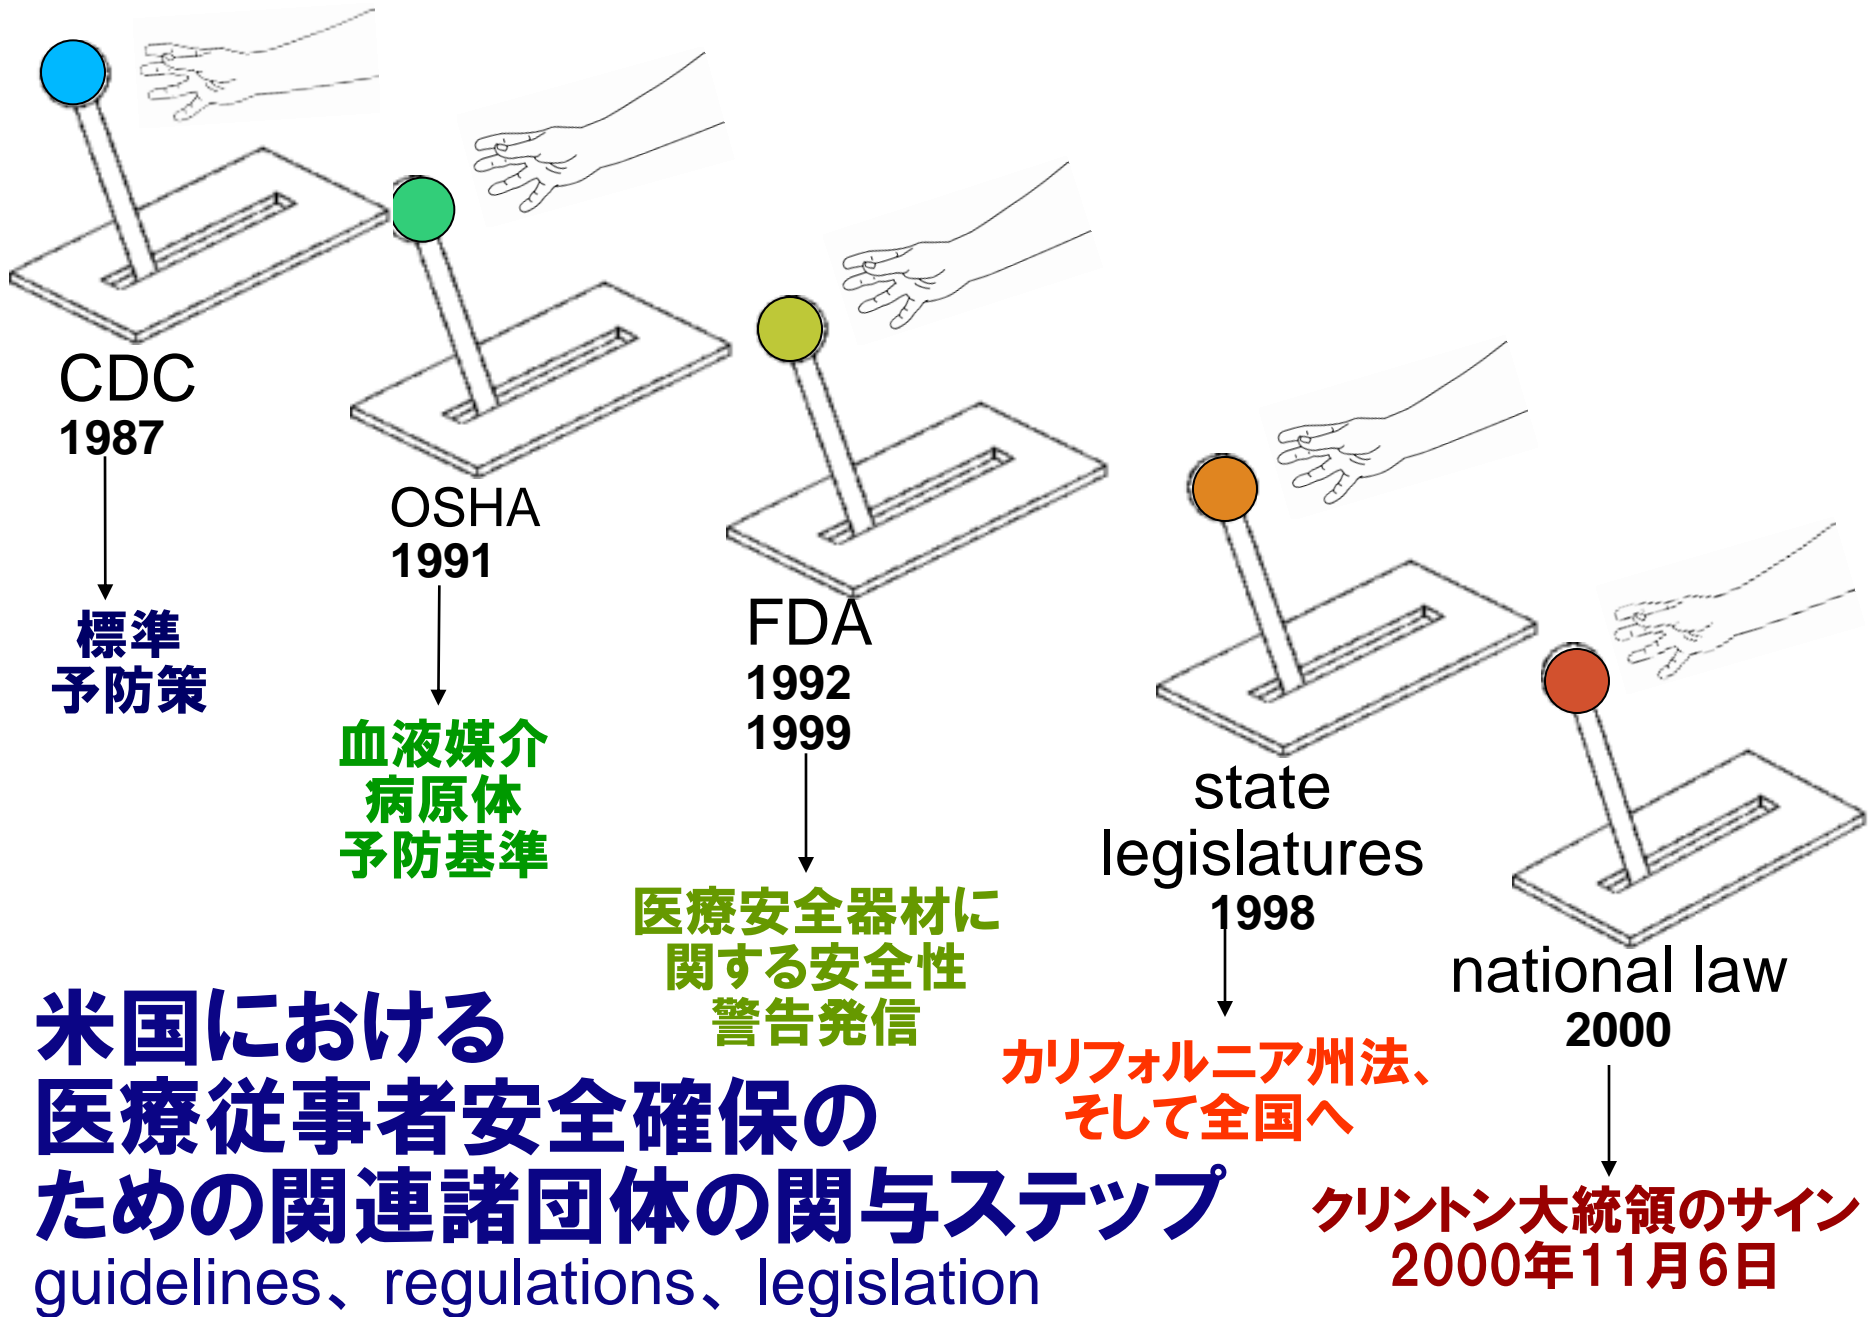 CDC
1987
標準
予防策
OSHA
1991
血液媒介
病原体
予防基準
FDA
1992
1999
医療安全器材に
関する安全性
警告発信
state
legislatures
1998
カリフォルニア州法、
そして全国へ
national law
2000
クリントン大統領のサイン
2000年11月6日
米国における
医療従事者安全確保の
ための関連諸団体の関与ステップ
guidelines、regulations、legislation